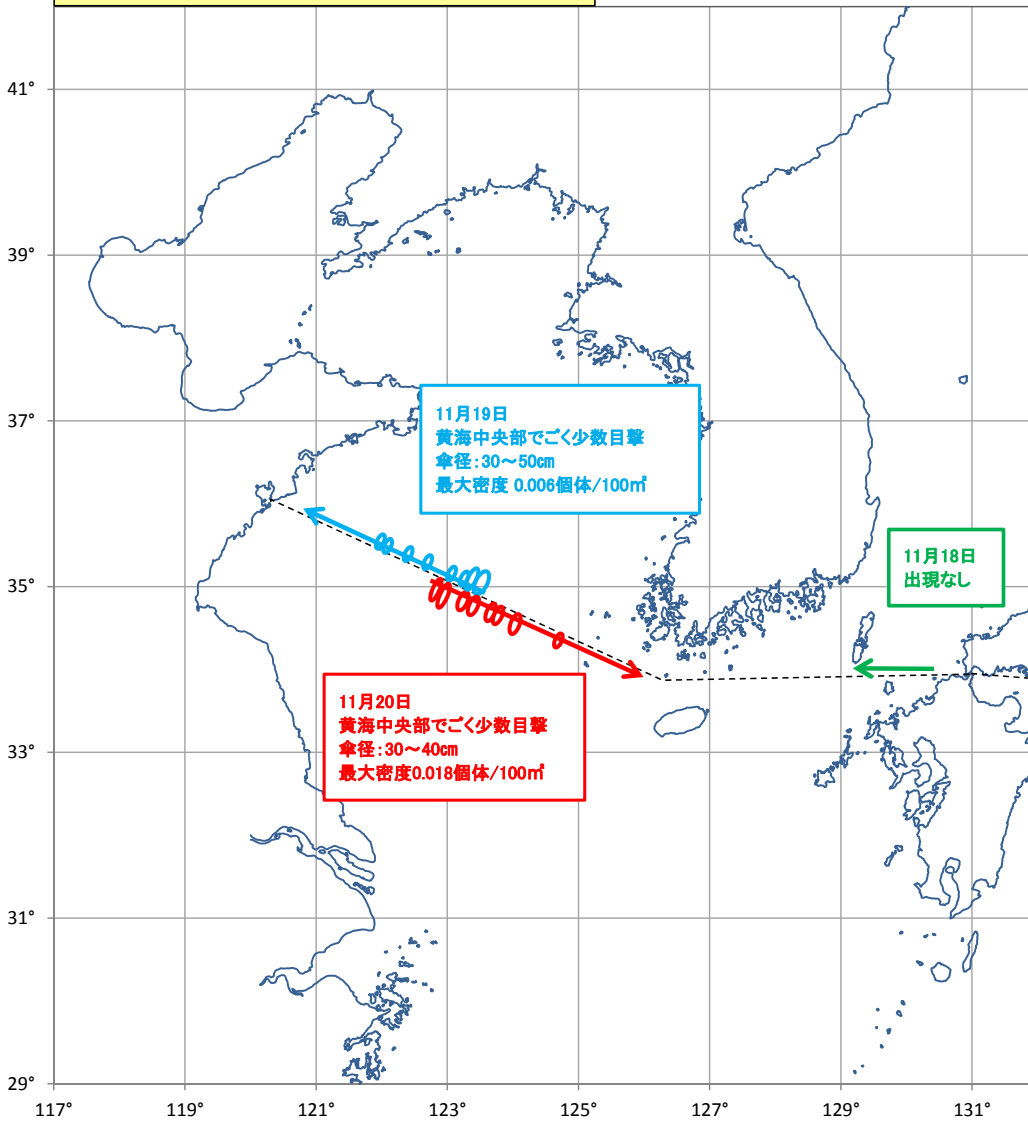 41°
39°
37°
35°
33°
31°
29°
11月19日
黄海中央部でごく少数目撃
傘径:30~50㎝
最大密度 0.006個体/100㎡
11月18日
出現なし
11月20日
黄海中央部でごく少数目撃
傘径:30~40㎝
最大密度0.018個体/100㎡
117°
119°
121°
123°
125°
127°
129°
131°